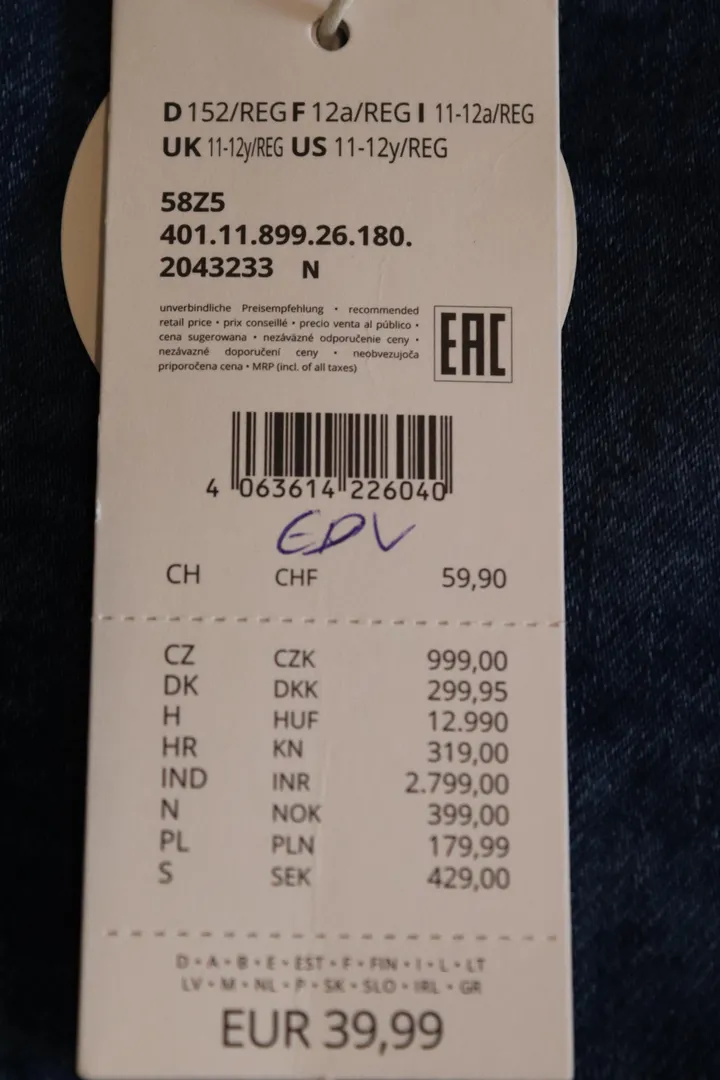 D 152/REG F 12a/REG I 11-12a/REG
UK 11-12y/REG US 11-12y/REG
58Z5
401.11.899.26.180.
2043233 N
unverbindliche Preisempfehlung • recommended
retail price • prix conseillé • precio venta al público •
cena sugerowana • nezáväzné odporučenie ceny •
nezávazné doporučení ceny • neobvezujoča
priporočena cena • MRP (incl. of all taxes)
EAC
4 063614 226040
EDV
CH CHF 59,90
CZ CZK 999,00
DK DKK 299,95
H HUF 12.990
HR KN 319,00
IND INR 2.799,00
N NOK 399,00
PL PLN 179,99
S SEK 429,00
D • A • B • E • EST • F • FIN • I • L • LT
LV • M • NL • P • SK • SLO • IRL • GR
EUR 39,99